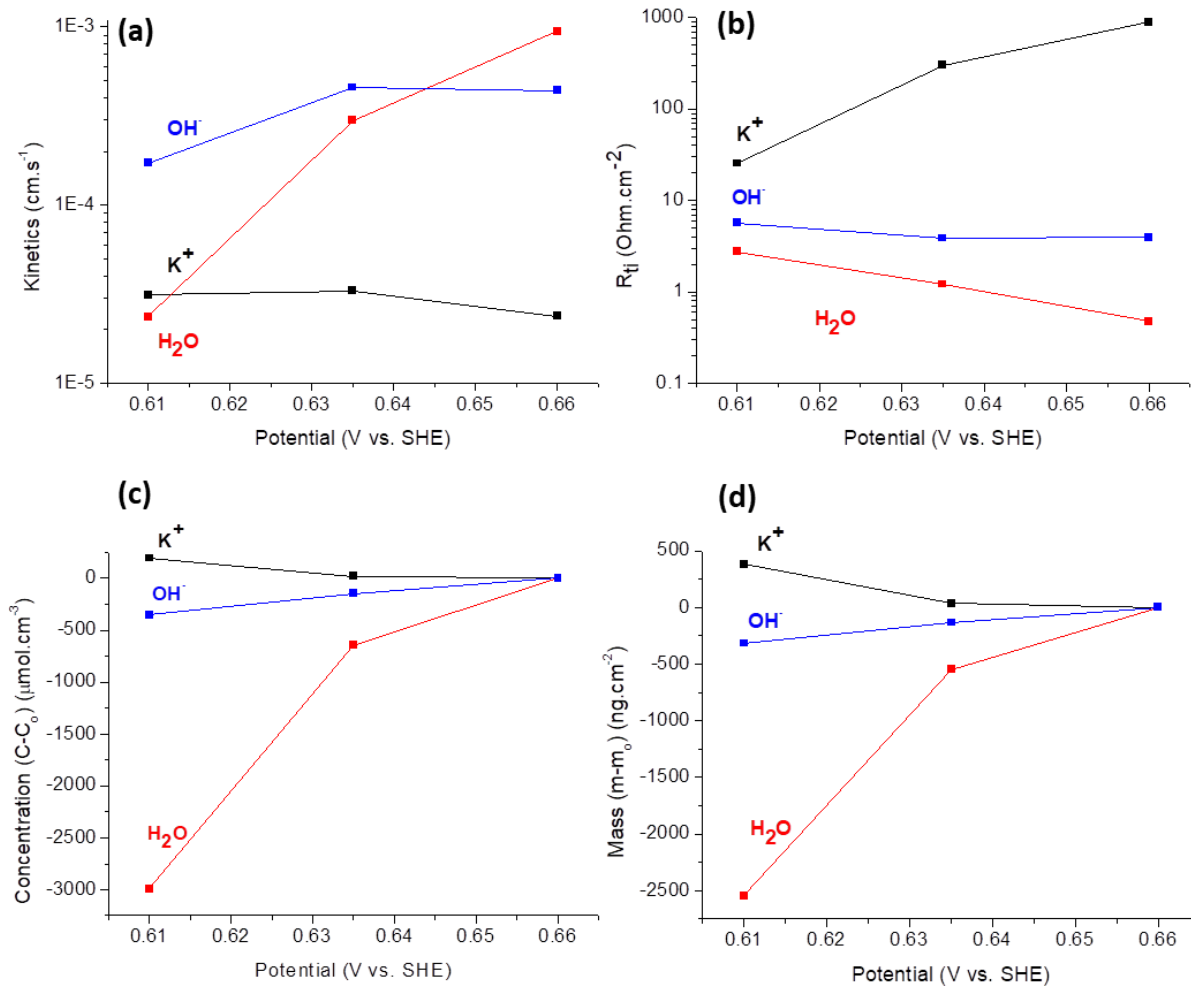 (a)
1E-3
1E-4
1E-5
Kinetics (cm.s⁻¹)
OH⁻
K⁺
H₂O
0.61 0.62 0.63 0.64 0.65 0.66
Potential (V vs. SHE)
(b)
1000
100
10
1
0.1
R_ti (Ohm.cm⁻²)
K⁺
OH⁻
H₂O
0.61 0.62 0.63 0.64 0.65 0.66
Potential (V vs. SHE)
(c)
0
-500
-1000
-1500
-2000
-2500
-3000
Concentration (C-Cₒ) (μmol.cm⁻³)
K⁺
OH⁻
H₂O
0.61 0.62 0.63 0.64 0.65 0.66
Potential (V vs. SHE)
(d)
500
0
-500
-1000
-1500
-2000
-2500
Mass (m-mₒ) (ng.cm⁻²)
K⁺
OH⁻
H₂O
0.61 0.62 0.63 0.64 0.65 0.66
Potential (V vs. SHE)